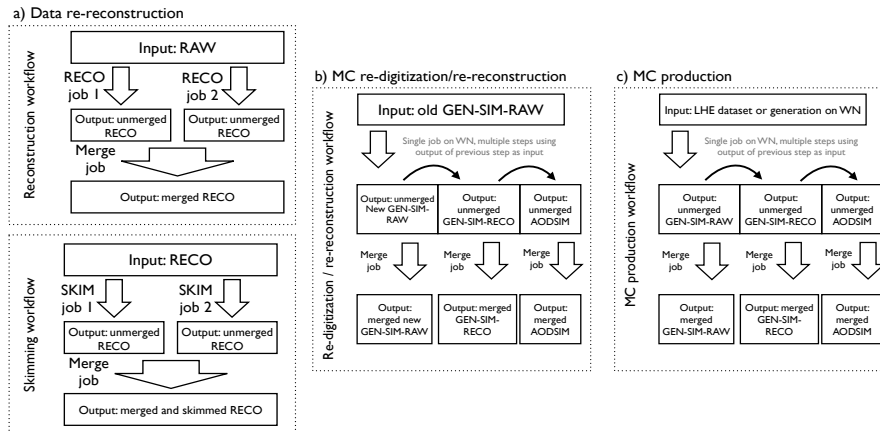 a) Data re-reconstruction
Reconstruction workflow
Input: RAW
RECO
job 1
RECO
job 2
Output: unmerged
RECO
Output: unmerged
RECO
Merge
job
Output: merged RECO
Skimming workflow
Input: RECO
SKIM
job 1
SKIM
job 2
Output: unmerged
RECO
Output: unmerged
RECO
Merge
job
Output: merged and skimmed RECO
b) MC re-digitization/re-reconstruction
Re-digitization / re-reconstruction workflow
Input: old GEN-SIM-RAW
Single job on WN, multiple steps using
output of previous step as input
Output: unmerged
New GEN-SIM-
RAW
Output:
unmerged
GEN-SIM-RECO
Output:
unmerged
AODSIM
Merge
job
Merge
job
Merge
job
Output:
merged new
GEN-SIM-RAW
Output: merged
GEN-SIM-
RECO
Output:
merged
AODSIM
c) MC production
MC production workflow
Input: LHE dataset or generation on WN
Single job on WN, multiple steps using
output of previous step as input
Output:
unmerged
GEN-SIM-RAW
Output:
unmerged
GEN-SIM-RECO
Output:
unmerged
AODSIM
Merge
job
Merge
job
Merge
job
Output:
merged
GEN-SIM-RAW
Output: merged
GEN-SIM-
RECO
Output:
merged
AODSIM